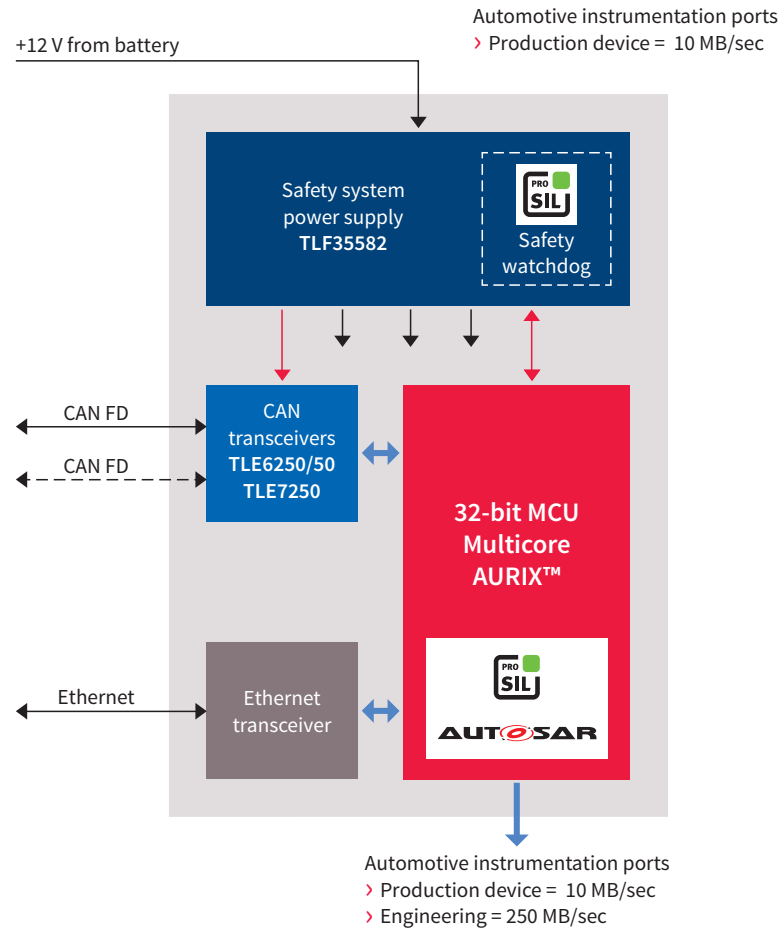 Automotive instrumentation ports
› Production device = 10 MB/sec
+12 V from battery
Safety system
power supply
TLF35582
PRO
SIL
Safety
watchdog
CAN FD
CAN FD
CAN
transceivers
TLE6250/50
TLE7250
32-bit MCU
Multicore
AURIX™
PRO
SIL
AUTOSAR
Ethernet
Ethernet
transceiver
Automotive instrumentation ports
› Production device = 10 MB/sec
› Engineering = 250 MB/sec